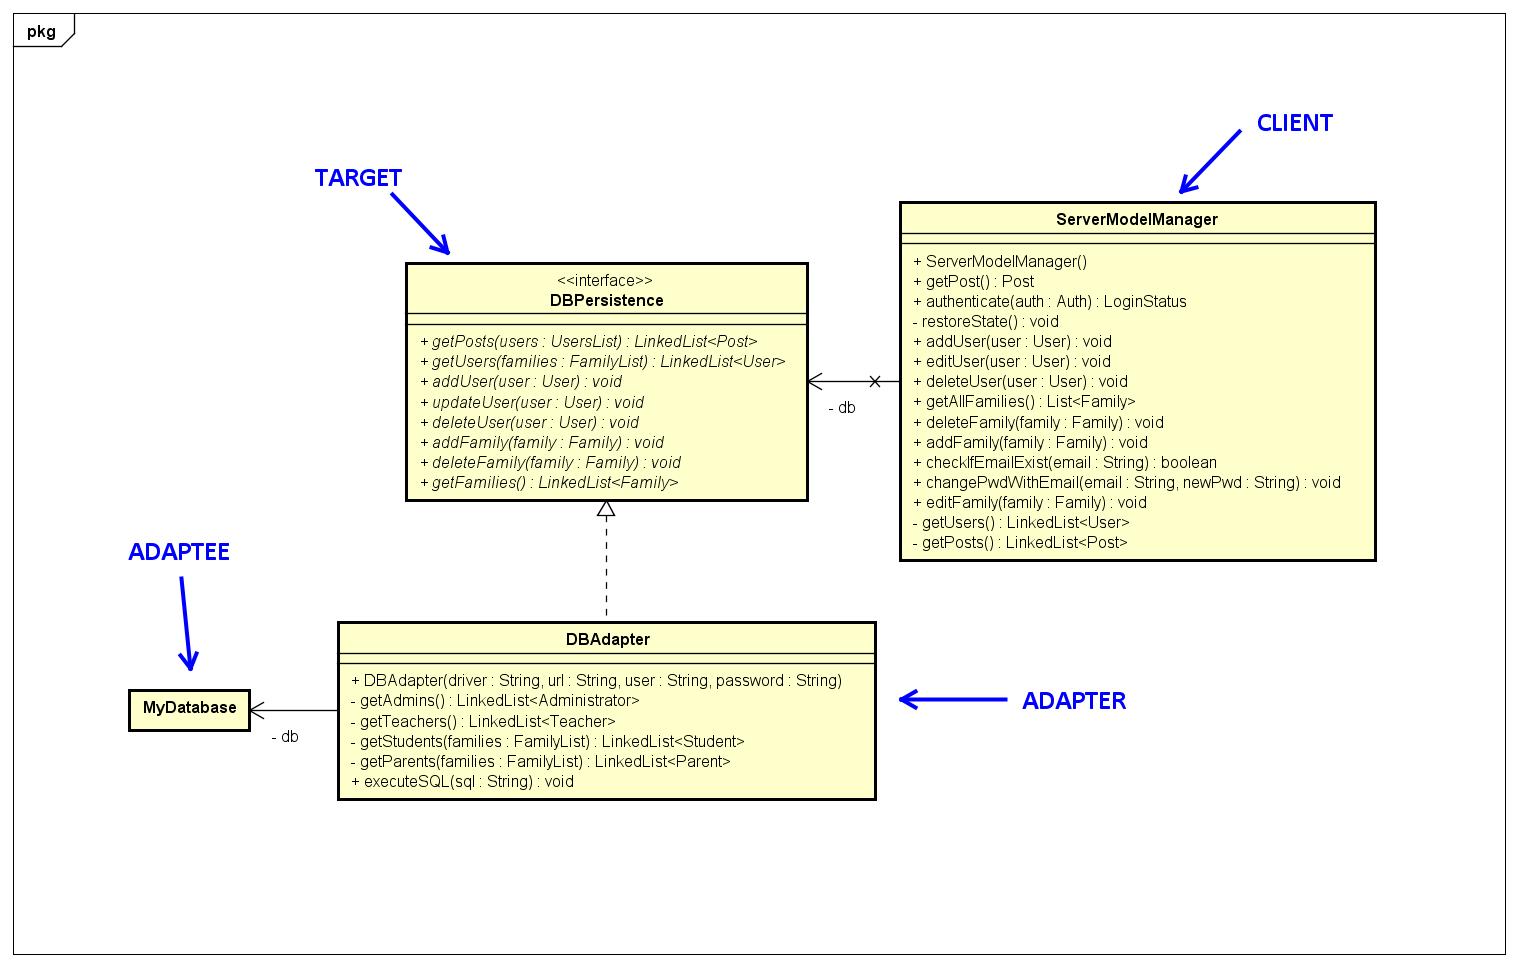 pkg
CLIENT
TARGET
ServerModelManager
+ ServerModelManager()
+ getPost() : Post
+ authenticate(auth : Auth) : LoginStatus
- restoreState() : void
+ addUser(user : User) : void
+ editUser(user : User) : void
+ deleteUser(user : User) : void
+ getAllFamilies() : List<Family>
+ deleteFamily(family : Family) : void
+ addFamily(family : Family) : void
+ checkIfEmailExist(email : String) : boolean
+ changePwdWithEmail(email : String, newPwd : String) : void
+ editFamily(family : Family) : void
- getUsers() : LinkedList<User>
- getPosts() : LinkedList<Post>
<<interface>>
DBPersistence
+ getPosts(users : UsersList) : LinkedList<Post>
+ getUsers(families : FamilyList) : LinkedList<User>
+ addUser(user : User) : void
+ updateUser(user : User) : void
+ deleteUser(user : User) : void
+ addFamily(family : Family) : void
+ deleteFamily(family : Family) : void
+ getFamilies() : LinkedList<Family>
- db
ADAPTEE
MyDatabase
- db
DBAdapter
+ DBAdapter(driver : String, url : String, user : String, password : String)
- getAdmins() : LinkedList<Administrator>
- getTeachers() : LinkedList<Teacher>
- getStudents(families : FamilyList) : LinkedList<Student>
- getParents(families : FamilyList) : LinkedList<Parent>
+ executeSQL(sql : String) : void
ADAPTER